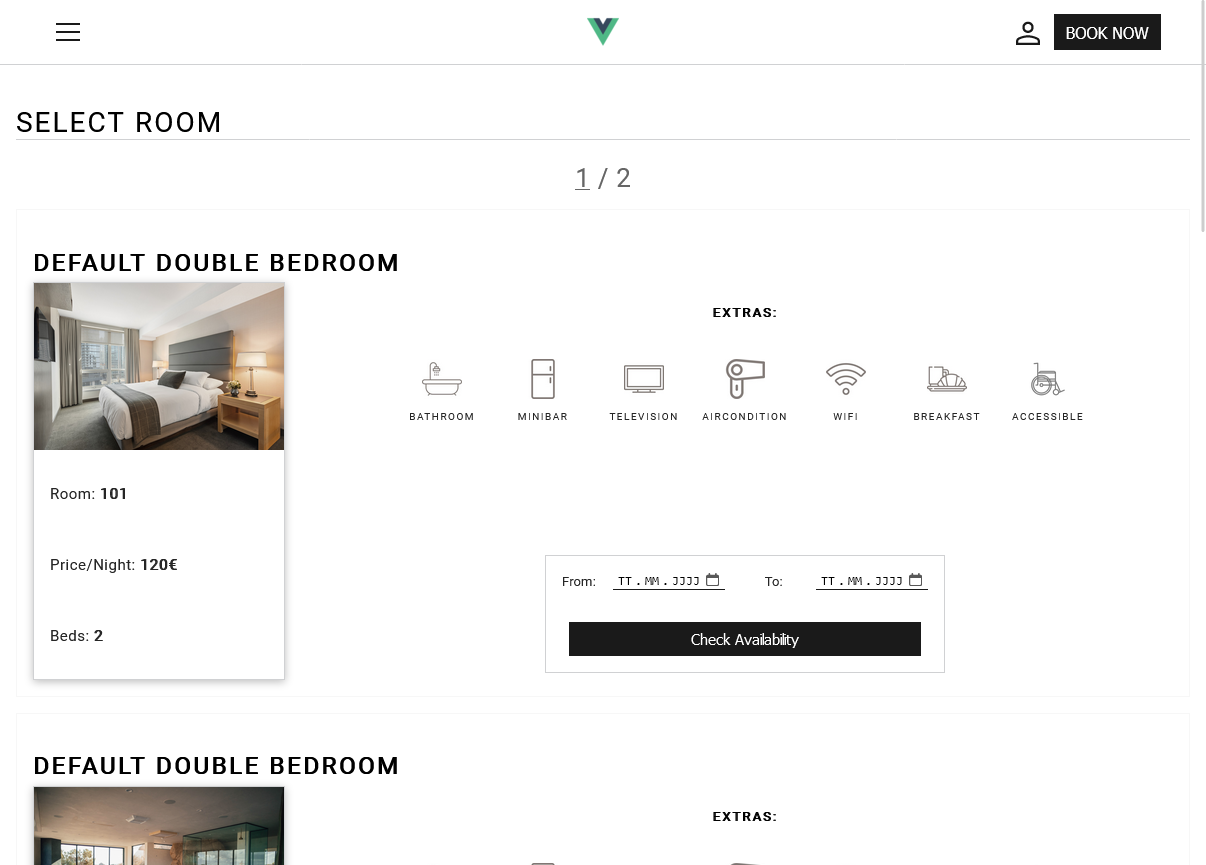 BOOK NOW
SELECT ROOM
1 / 2
DEFAULT DOUBLE BEDROOM
EXTRAS:
BATHROOM MINIBAR TELEVISION AIRCONDITION WIFI BREAKFAST ACCESSIBLE
Room: 101
Price/Night: 120€
Beds: 2
From: TT.MM.JJJJ To: TT.MM.JJJJ
Check Availability
DEFAULT DOUBLE BEDROOM
EXTRAS: